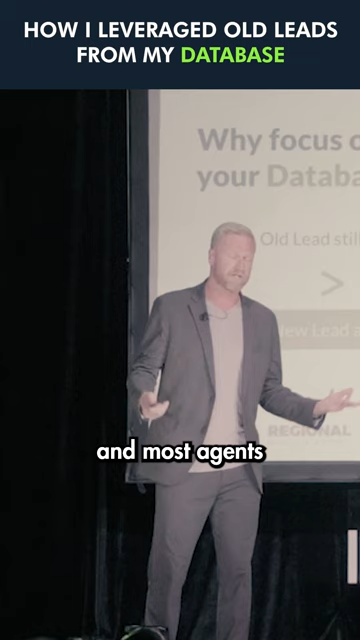 HOW I LEVERAGED OLD LEADS
FROM MY DATABASE
Why focus o
your Databa
Old Lead still
>
New Lead a
REGIONAL
and most agents